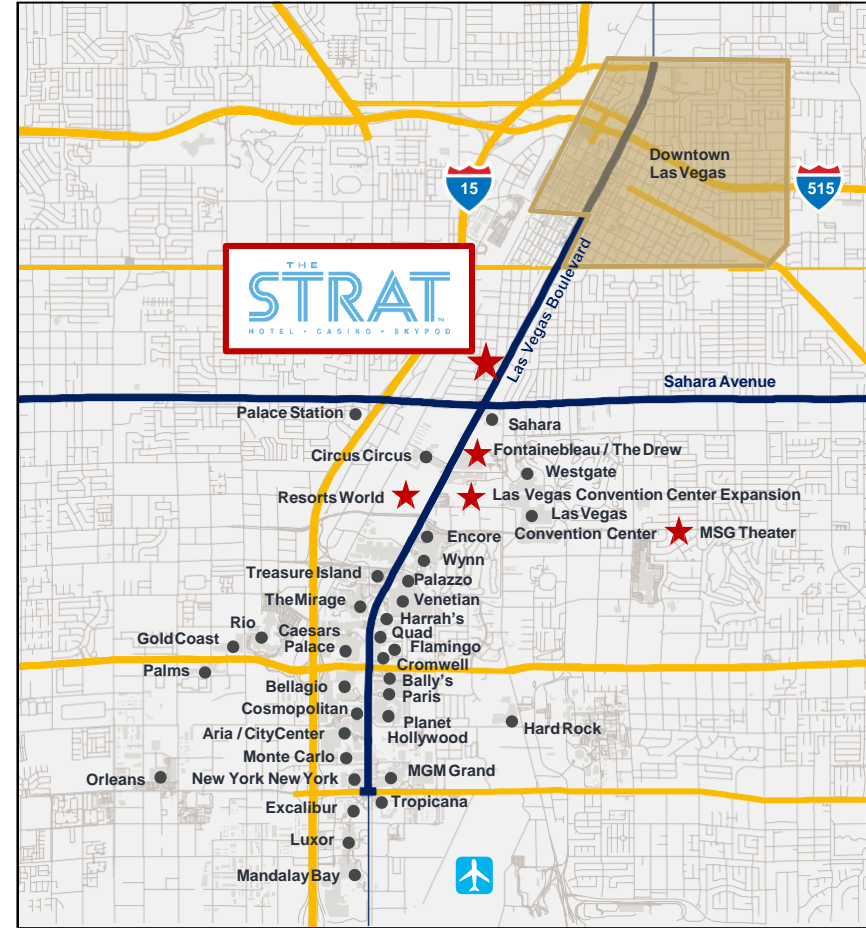 Downtown
Las Vegas
15
515
THE
STRAT
TM
HOTEL • CASINO • SKYPOD
Las Vegas Boulevard
Sahara Avenue
Palace Station
Sahara
Circus Circus
Fontainebleau / The Drew
Westgate
Resorts World
Las Vegas Convention Center Expansion
Las Vegas
Convention Center
MSG Theater
Encore
Wynn
Treasure Island
Palazzo
The Mirage
Venetian
Harrah's
Rio
Quad
Caesars
Palace
Gold Coast
Flamingo
Cromwell
Palms
Bally's
Bellagio
Paris
Cosmopolitan
Planet
Hollywood
Hard Rock
Aria / CityCenter
Monte Carlo
MGM Grand
Orleans
New York New York
Tropicana
Excalibur
Luxor
Mandalay Bay